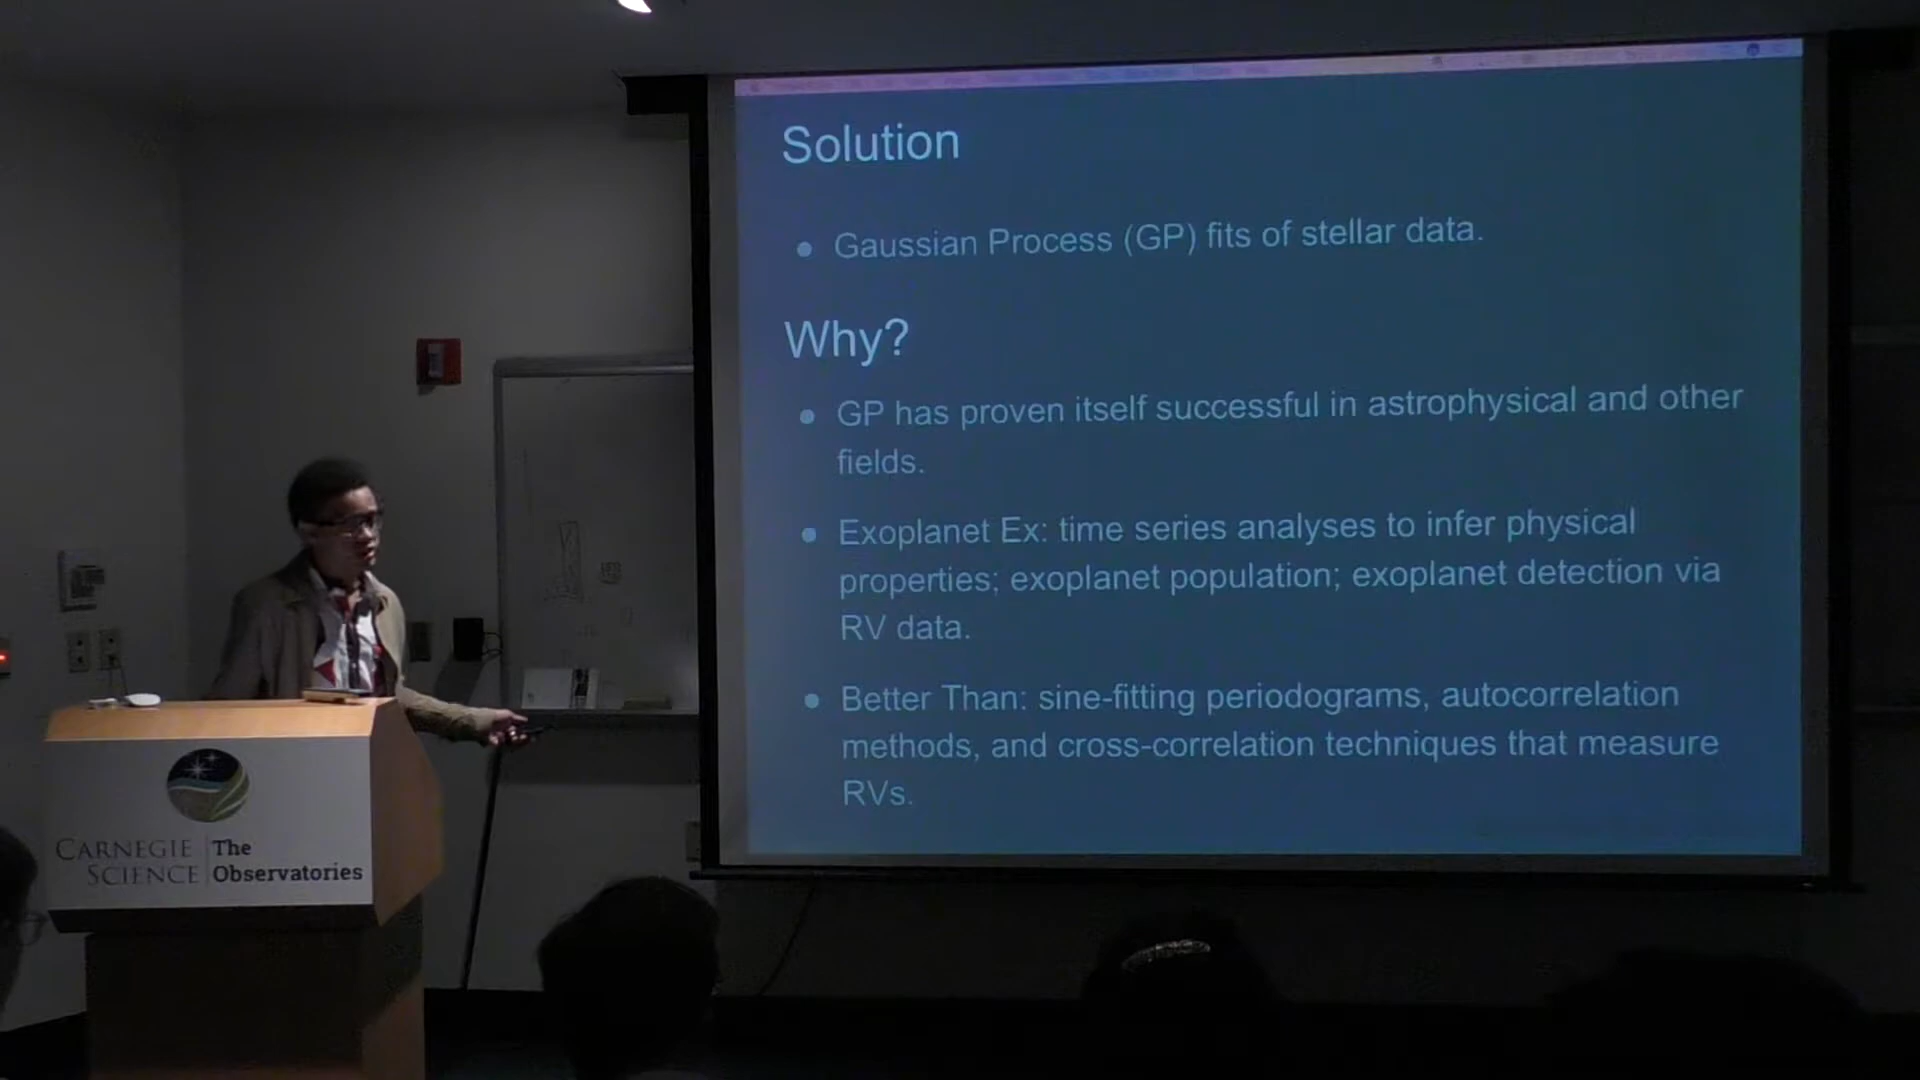 Solution
Gaussian Process (GP) fits of stellar data.
Why?
GP has proven itself successful in astrophysical and other
fields.
Exoplanet Ex: time series analyses to infer physical
properties; exoplanet population; exoplanet detection via
RV data.
Better Than: sine-fitting periodograms, autocorrelation
methods, and cross-correlation techniques that measure
RVs.
CARNEGIE
SCIENCE
The
Observatories